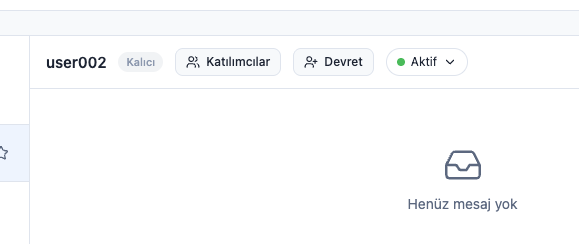 user002 Kalıcı Katılımcılar Devret Aktif
Henüz mesaj yok